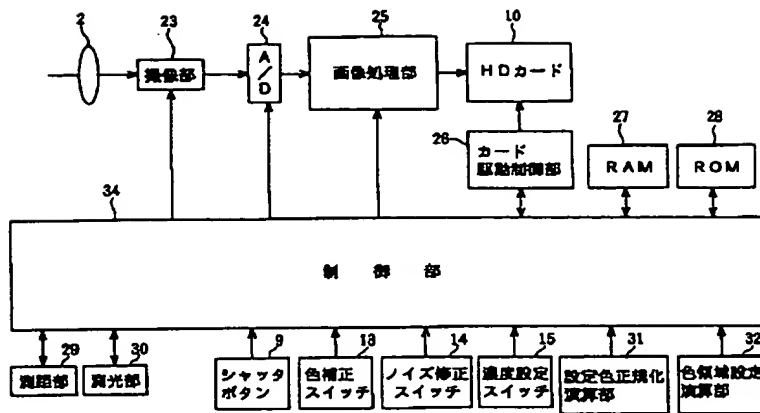 2
23
撮像部
24
A/D
25
画像処理部
10
HDカード
26
カード
駆動制御部
27
RAM
28
ROM
34
制御部
29
測距部
30
測光部
9
シャッタ
ボタン
13
色補正
スイッチ
14
ノイズ修正
スイッチ
15
濃度設定
スイッチ
31
設定色正規化
演算部
32
色領域設定
演算部